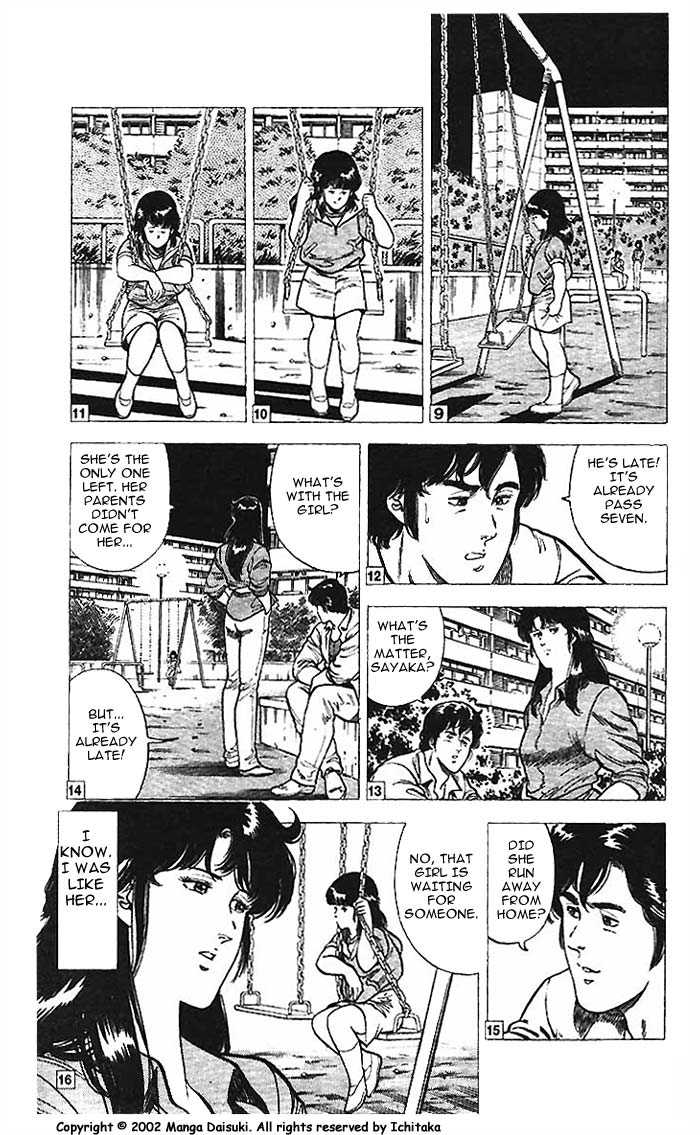 9
10
11
HE'S LATE!
IT'S
ALREADY
PASS
SEVEN.
12
WHAT'S
THE
MATTER,
SAYAKA?
13
WHAT'S
WITH THE
GIRL?
SHE'S THE
ONLY ONE
LEFT. HER
PARENTS
DIDN'T
COME FOR
HER...
BUT...
IT'S
ALREADY
LATE!
14
DID
SHE
RUN
AWAY
FROM
HOME?
15
NO, THAT
GIRL IS
WAITING
FOR
SOMEONE.
I
KNOW.
I WAS
LIKE
HER...
16
Copyright © 2002 Manga Daisuki. All rights reserved by Ichitaka